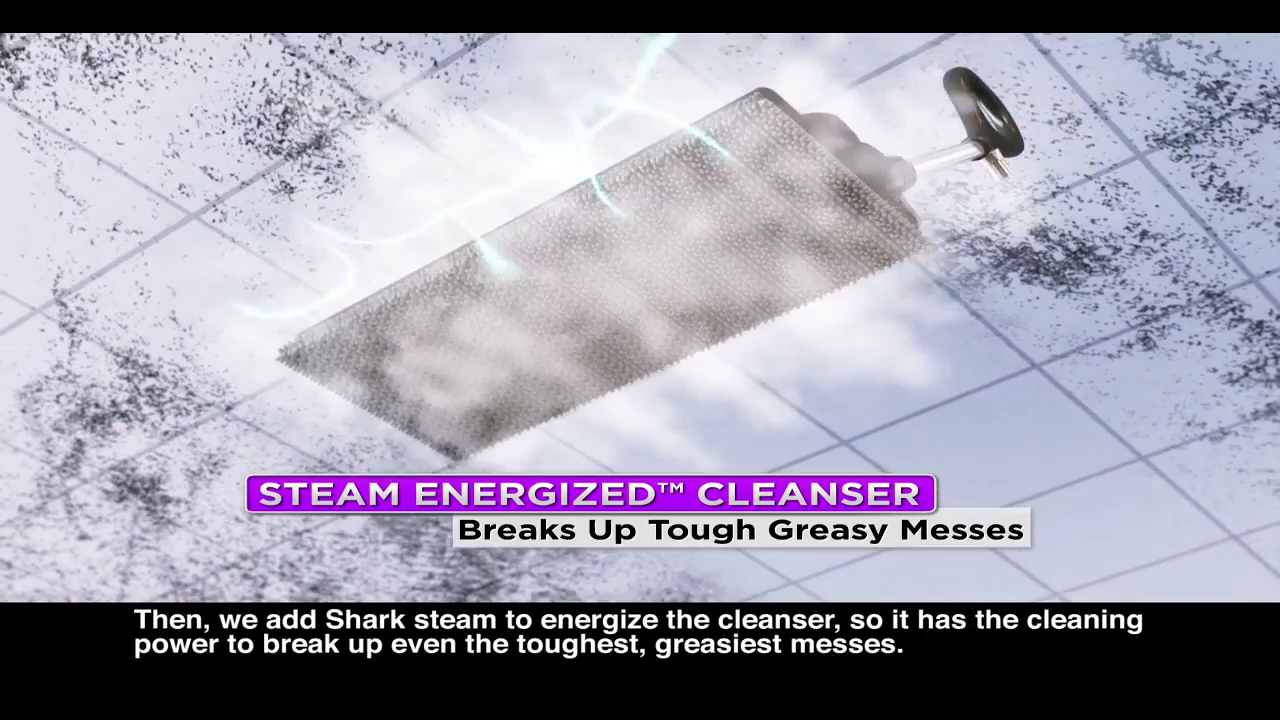 STEAM ENERGIZED™ CLEANSER
Breaks Up Tough Greasy Messes
Then, we add Shark steam to energize the cleanser, so it has the cleaning
power to break up even the toughest, greasiest messes.